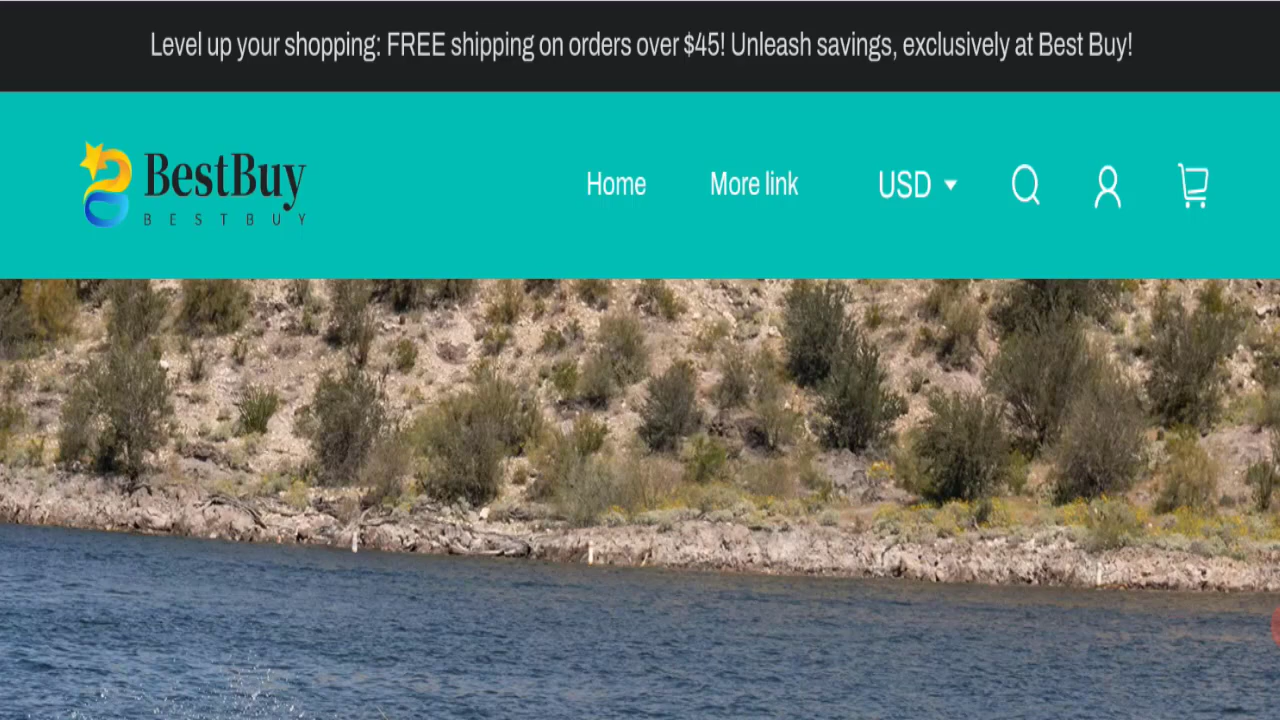 Level up your shopping: FREE shipping on orders over $45! Unleash savings, exclusively at Best Buy!
BestBuy
BESTBUY
Home
More link
USD